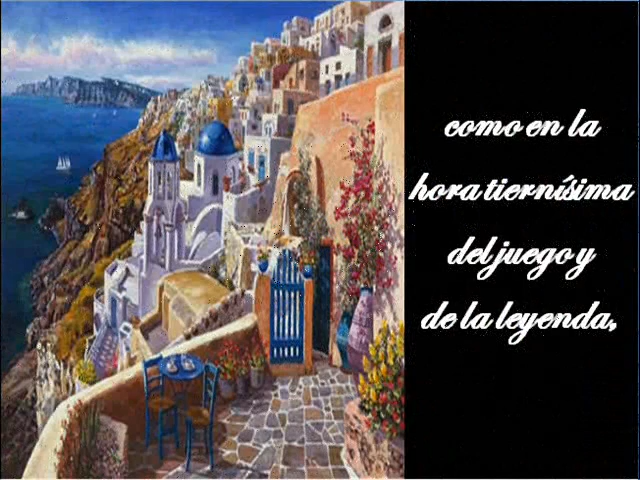 como en la
hora tiernísima
del juego y
de la leyenda,